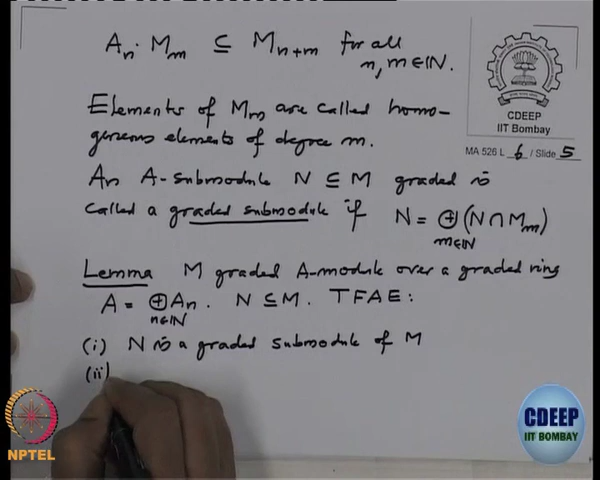 Aₙ · Mₘ ⊆ Mₙ₊ₘ for all
n, m ∈ ℕ.
Elements of Mₘ are called homo-
geneous elements of degree m.
An A-submodule N ⊆ M graded is
called a graded submodule if N = ⊕(N ∩ Mₘ)
m∈ℕ
Lemma M graded A-module over a graded ring
A = ⊕Aₙ. N ⊆ M. TFAE:
n∈ℕ
(i) N is a graded submodule of M
(ii)
CDEEP
IIT Bombay
MA 526 L 6 / Slide 5
NPTEL
CDEEP
IIT BOMBAY